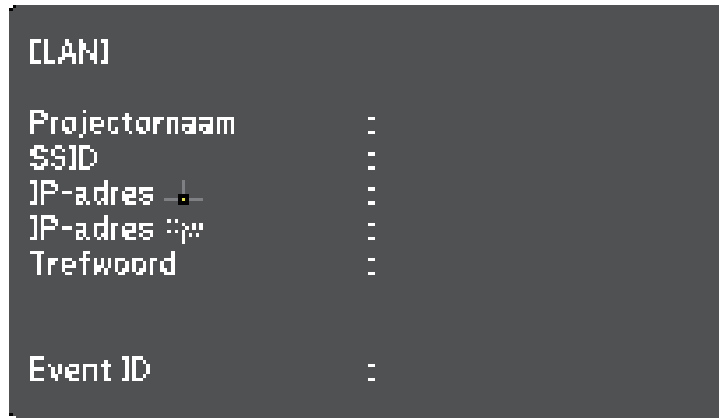 [LAN]
Projectornaam :
SSID :
IP-adres :
IP-adres :
Trefwoord :
Event ID :